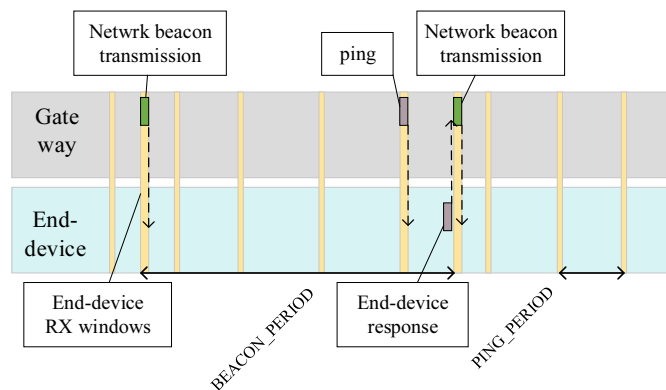 Netwrk beacon
transmission
ping
Network beacon
transmission
Gate
way
End-
device
End-device
RX windows
BEACON_PERIOD
End-device
response
PING_PERIOD